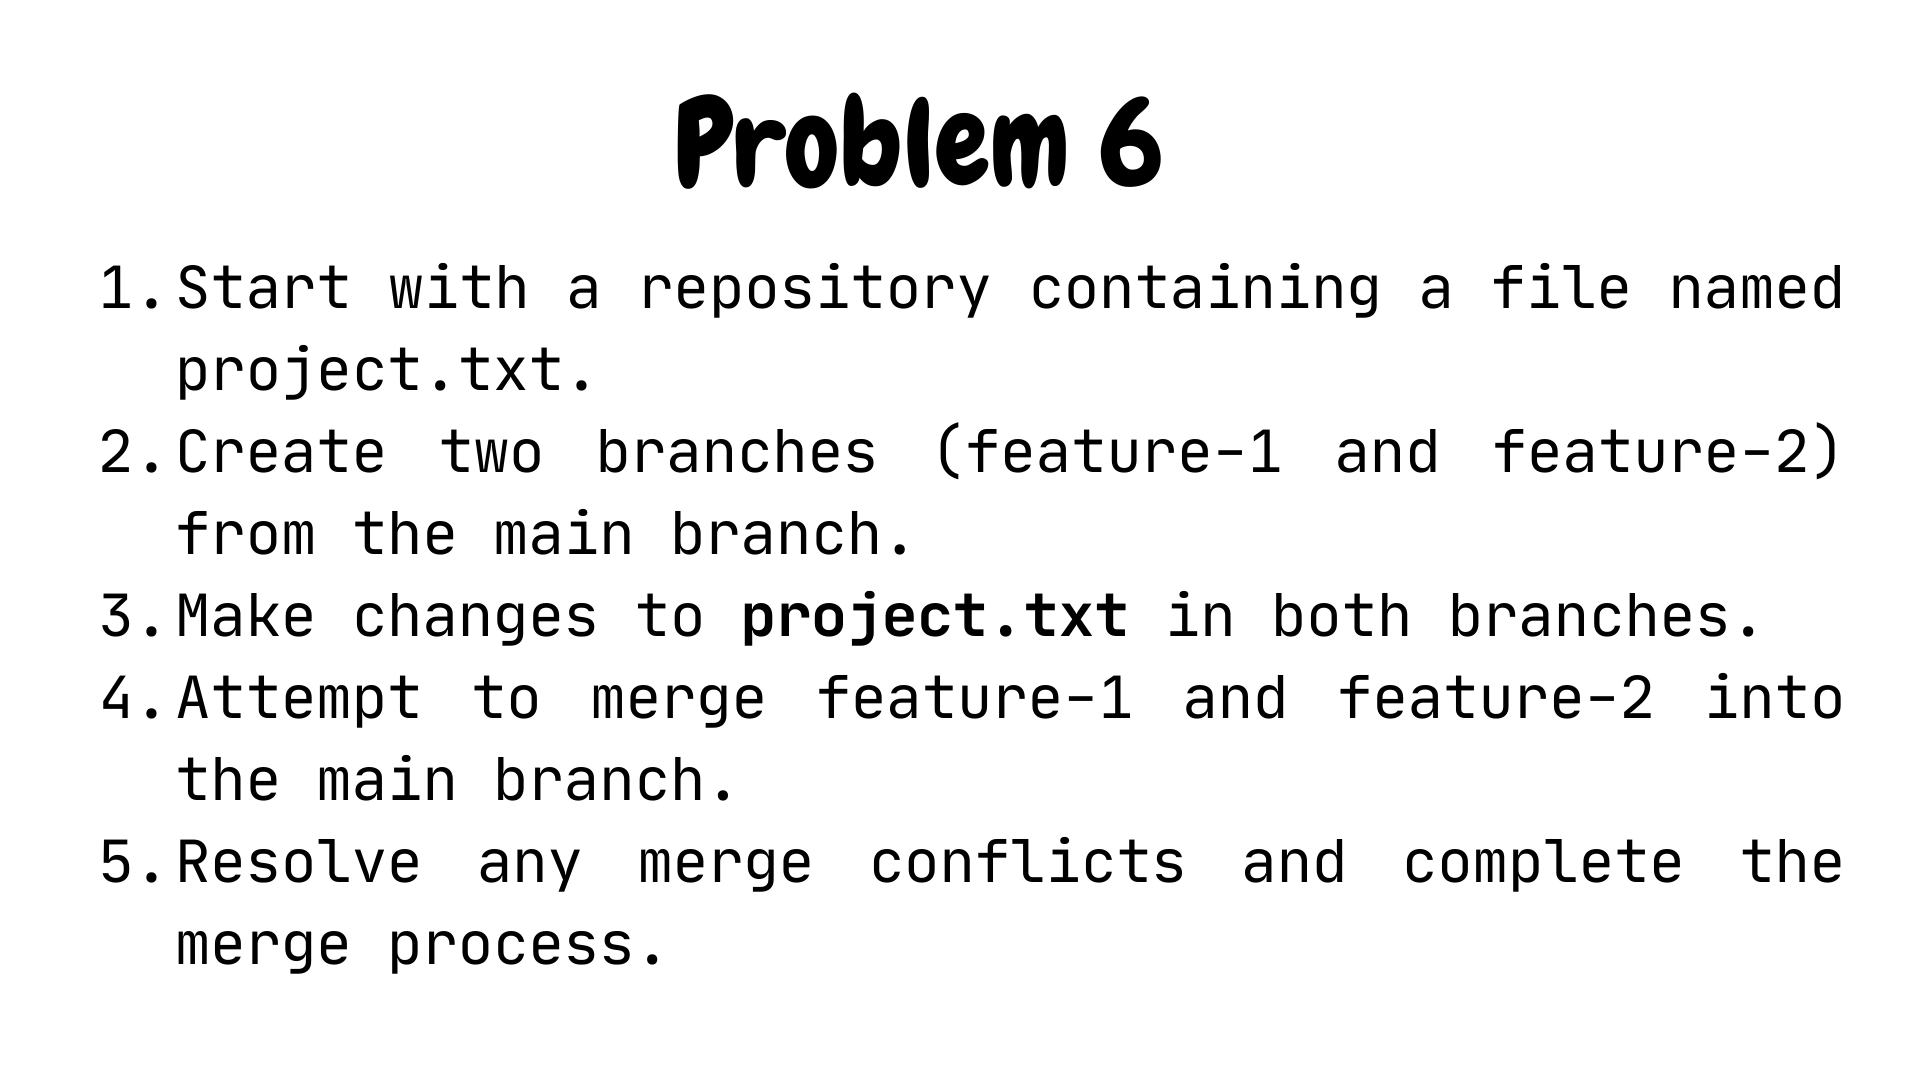 Problem 6
1. Start with a repository containing a file named
project.txt.
2. Create two branches (feature-1 and feature-2)
from the main branch.
3. Make changes to project.txt in both branches.
4. Attempt to merge feature-1 and feature-2 into
the main branch.
5. Resolve any merge conflicts and complete the
merge process.